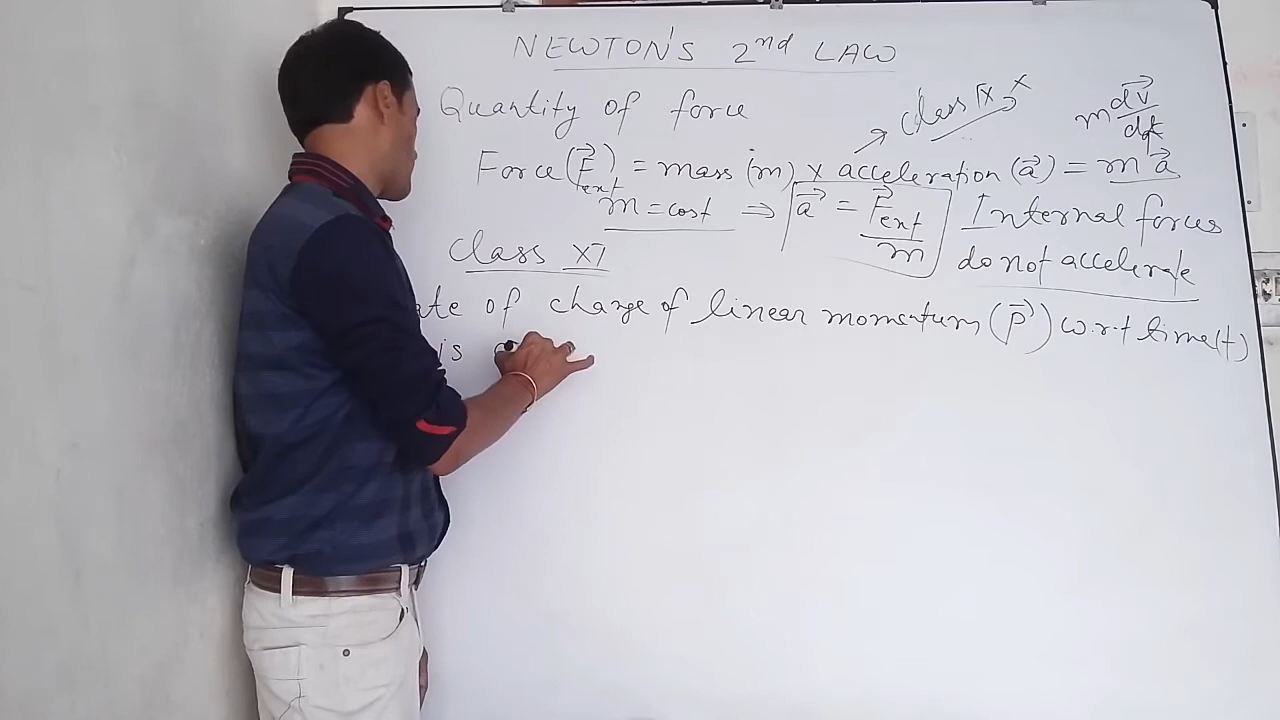 NEWTON'S 2nd LAW
Quantity of force
class IX x
m dv⃗/dt
Force (F⃗ext) = mass (m) x acceleration (a⃗) = m a⃗
m = cost ⇒ a⃗ = F⃗ext/m
Internal forces
do not accelerate
class XI
ate of change of linear momentum (p⃗) w.r.t time(t)
is